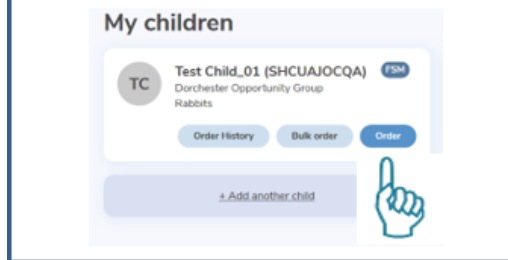 My children
TC
Test Child_01 (SHCUAJOCQA) FSM
Dorchester Opportunity Group
Rabbits
Order History Bulk order Order
+ Add another child